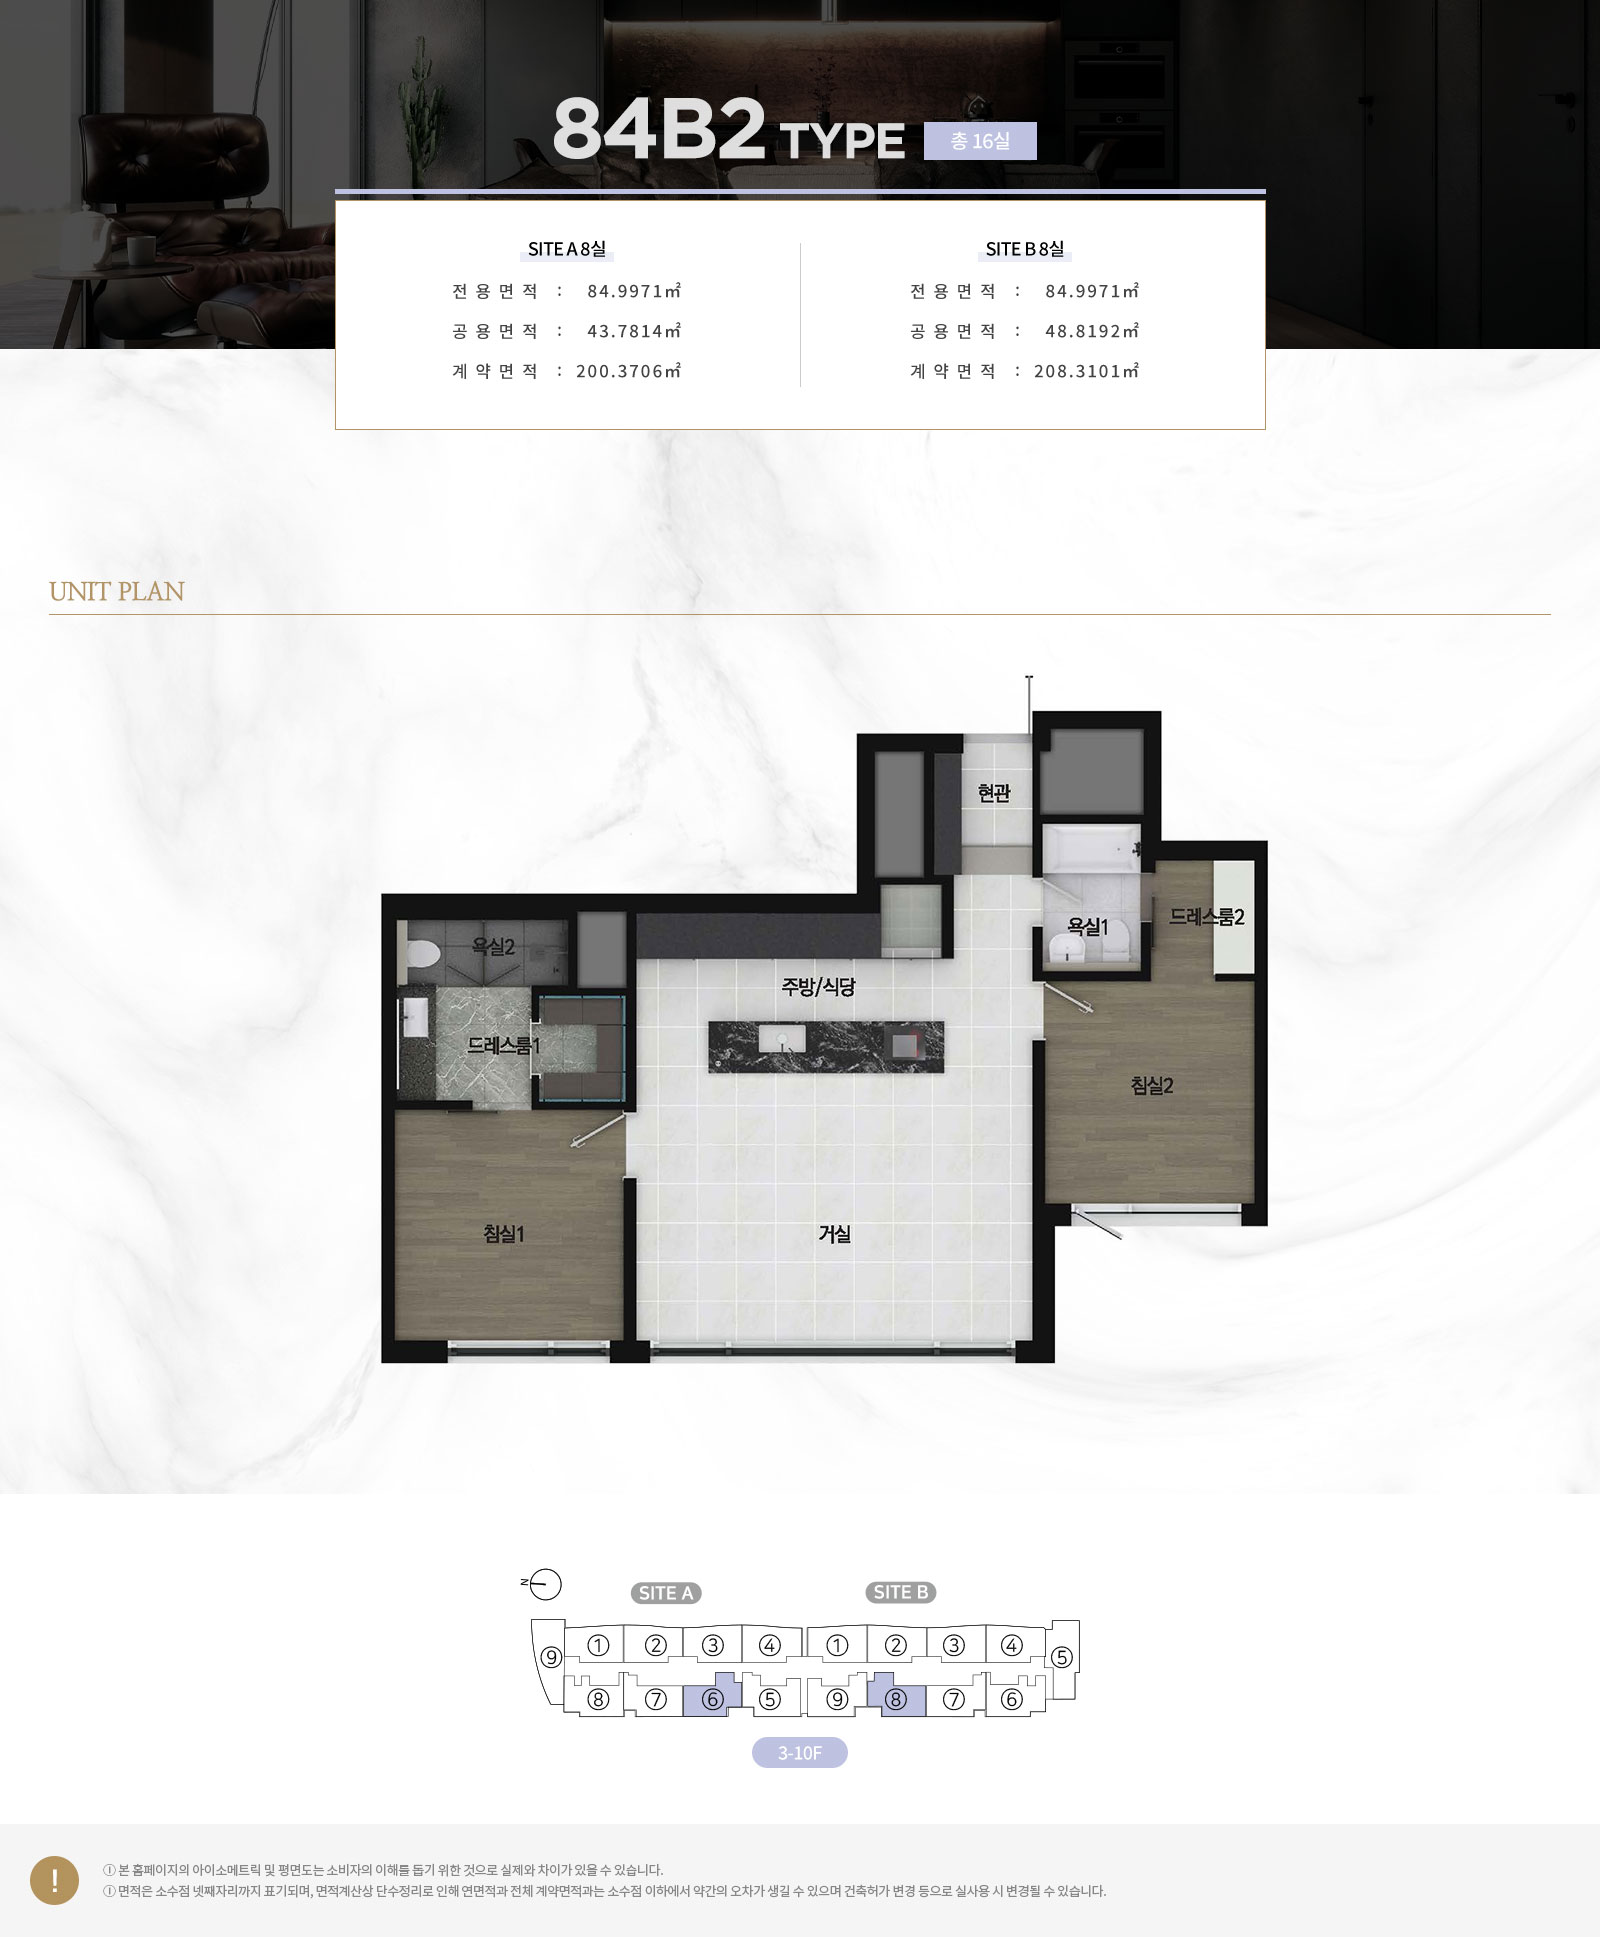 84B2 TYPE 총 16실
SITE A 8실
전용면적 : 84.9971㎡
공용면적 : 43.7814㎡
계약면적 : 200.3706㎡
SITE B 8실
전용면적 : 84.9971㎡
공용면적 : 48.8192㎡
계약면적 : 208.3101㎡
UNIT PLAN
현관
욕실1
드레스룸2
욕실2
주방/식당
드레스룸1
침실2
침실1
거실
N
SITE A
SITE B
① ② ③ ④ ① ② ③ ④
⑨ ⑤
⑧ ⑦ ⑥ ⑤ ⑨ ⑧ ⑦ ⑥
3-10F
!
① 본 홈페이지의 아이소메트릭 및 평면도는 소비자의 이해를 돕기 위한 것으로 실제와 차이가 있을 수 있습니다.
① 면적은 소수점 넷째자리까지 표기되며, 면적계산상 단수정리로 인해 연면적과 전체 계약면적과는 소수점 이하에서 약간의 오차가 생길 수 있으며 건축허가 변경 등으로 실사용 시 변경될 수 있습니다.